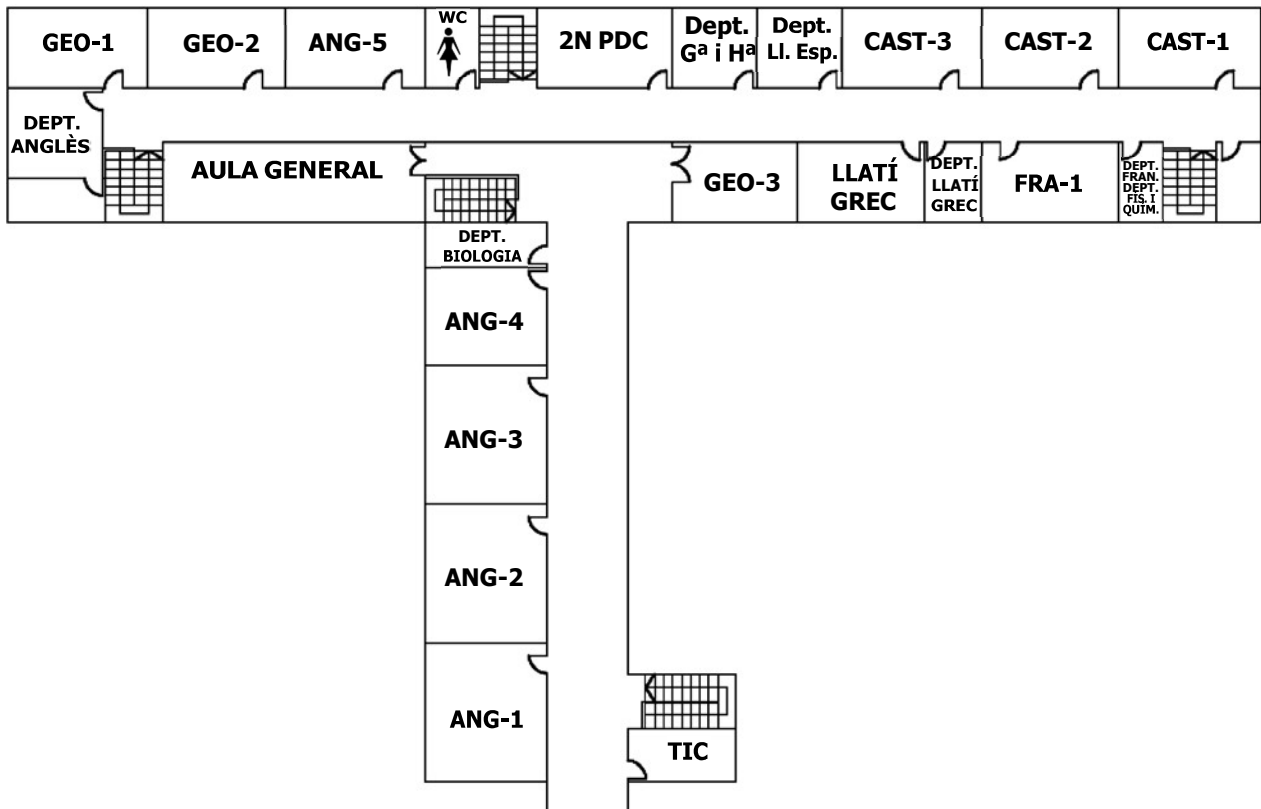 GEO-1
GEO-2
ANG-5
WC
2N PDC
Dept.
Gª i Hª
Dept.
Ll. Esp.
CAST-3
CAST-2
CAST-1
DEPT.
ANGLÈS
AULA GENERAL
GEO-3
LLATÍ
GREC
DEPT.
LLATÍ
GREC
FRA-1
DEPT.
FRAN.
DEPT.
FIS. I
QUIM.
DEPT.
BIOLOGIA
ANG-4
ANG-3
ANG-2
ANG-1
TIC